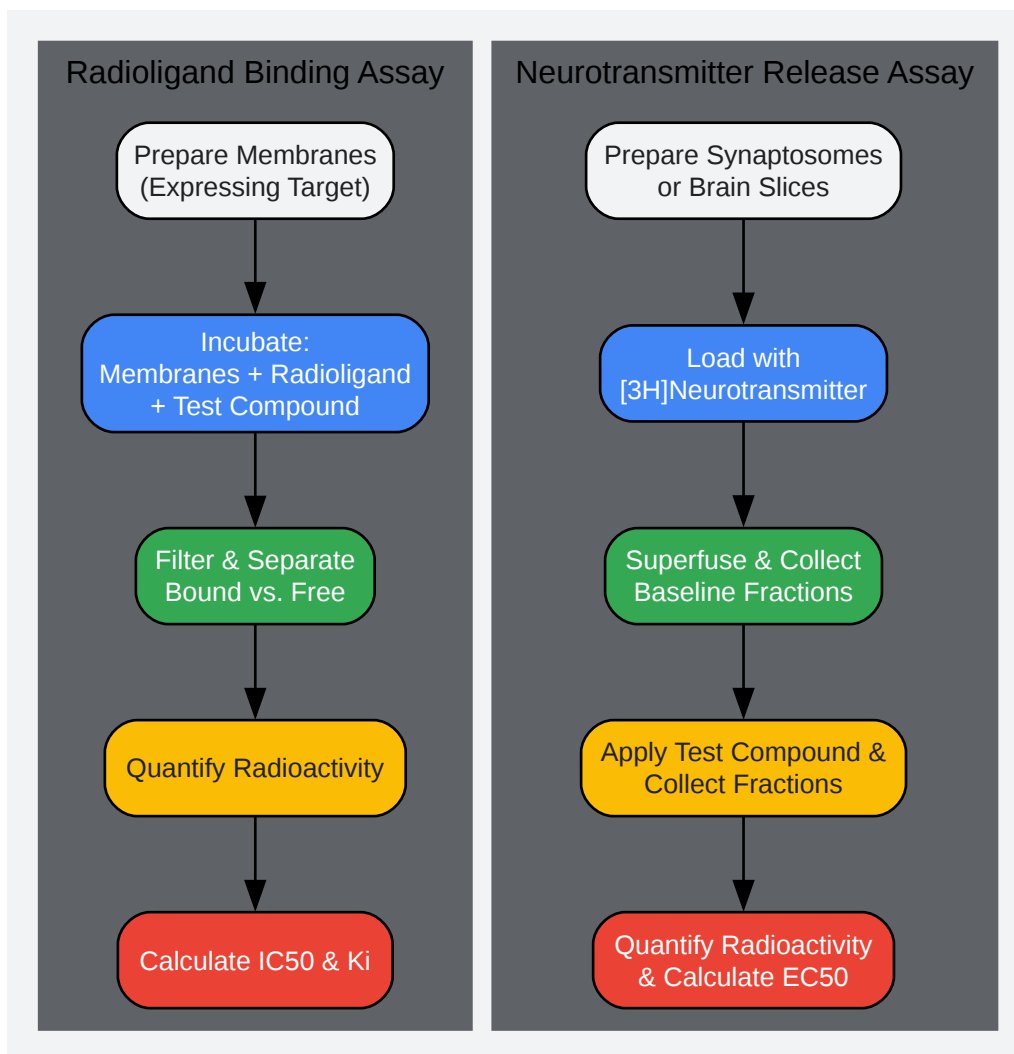 Radioligand Binding Assay
Prepare Membranes
(Expressing Target)
Incubate:
Membranes + Radioligand
+ Test Compound
Filter & Separate
Bound vs. Free
Quantify Radioactivity
Calculate IC50 & Ki
Neurotransmitter Release Assay
Prepare Synaptosomes
or Brain Slices
Load with
[3H]Neurotransmitter
Superfuse & Collect
Baseline Fractions
Apply Test Compound &
Collect Fractions
Quantify Radioactivity
& Calculate EC50